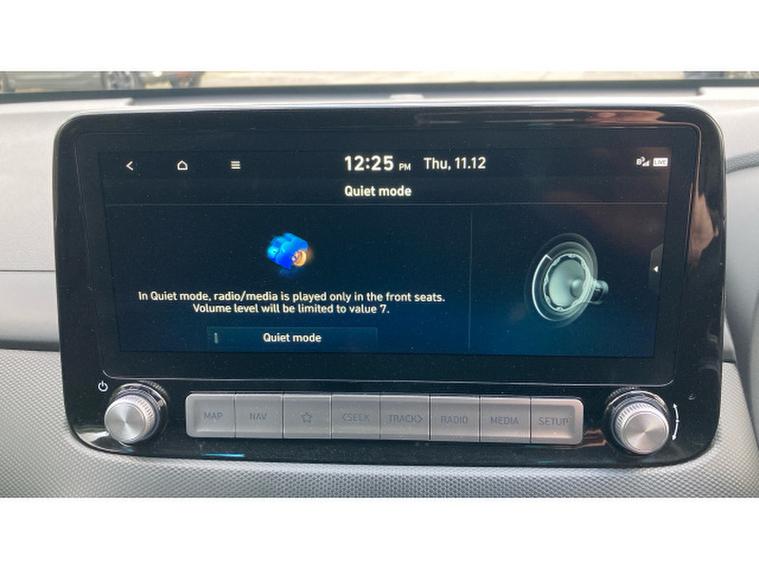 12:25 PM Thu, 11.12
LIVE
Quiet mode
In Quiet mode, radio/media is played only in the front seats.
Volume level will be limited to value 7.
Quiet mode
MAP NAV <SEEK TRACK> RADIO MEDIA SETUP